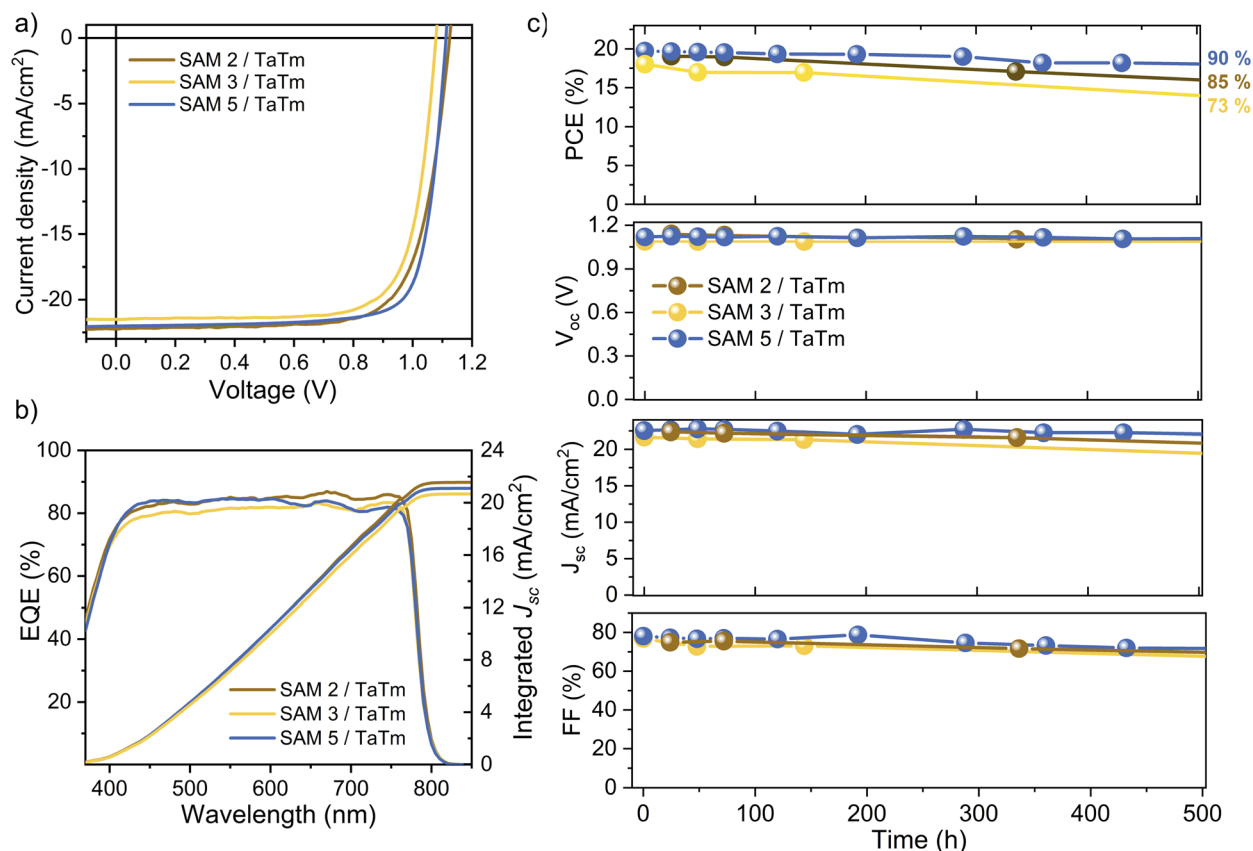 a)
0
-5
-10
-15
-20
Current density (mA/cm²)
SAM 2 / TaTm
SAM 3 / TaTm
SAM 5 / TaTm
0.0 0.2 0.4 0.6 0.8 1.0 1.2
Voltage (V)
b)
100
80
60
40
20
EQE (%)
24
20
16
12
8
4
0
Integrated Jsc (mA/cm²)
SAM 2 / TaTm
SAM 3 / TaTm
SAM 5 / TaTm
400 500 600 700 800
Wavelength (nm)
c)
20
15
10
5
0
PCE (%)
90 %
85 %
73 %
1.2
0.9
0.6
0.3
0.0
Voc (V)
SAM 2 / TaTm
SAM 3 / TaTm
SAM 5 / TaTm
20
15
10
5
0
Jsc (mA/cm²)
80
60
40
20
0
FF (%)
0 100 200 300 400 500
Time (h)